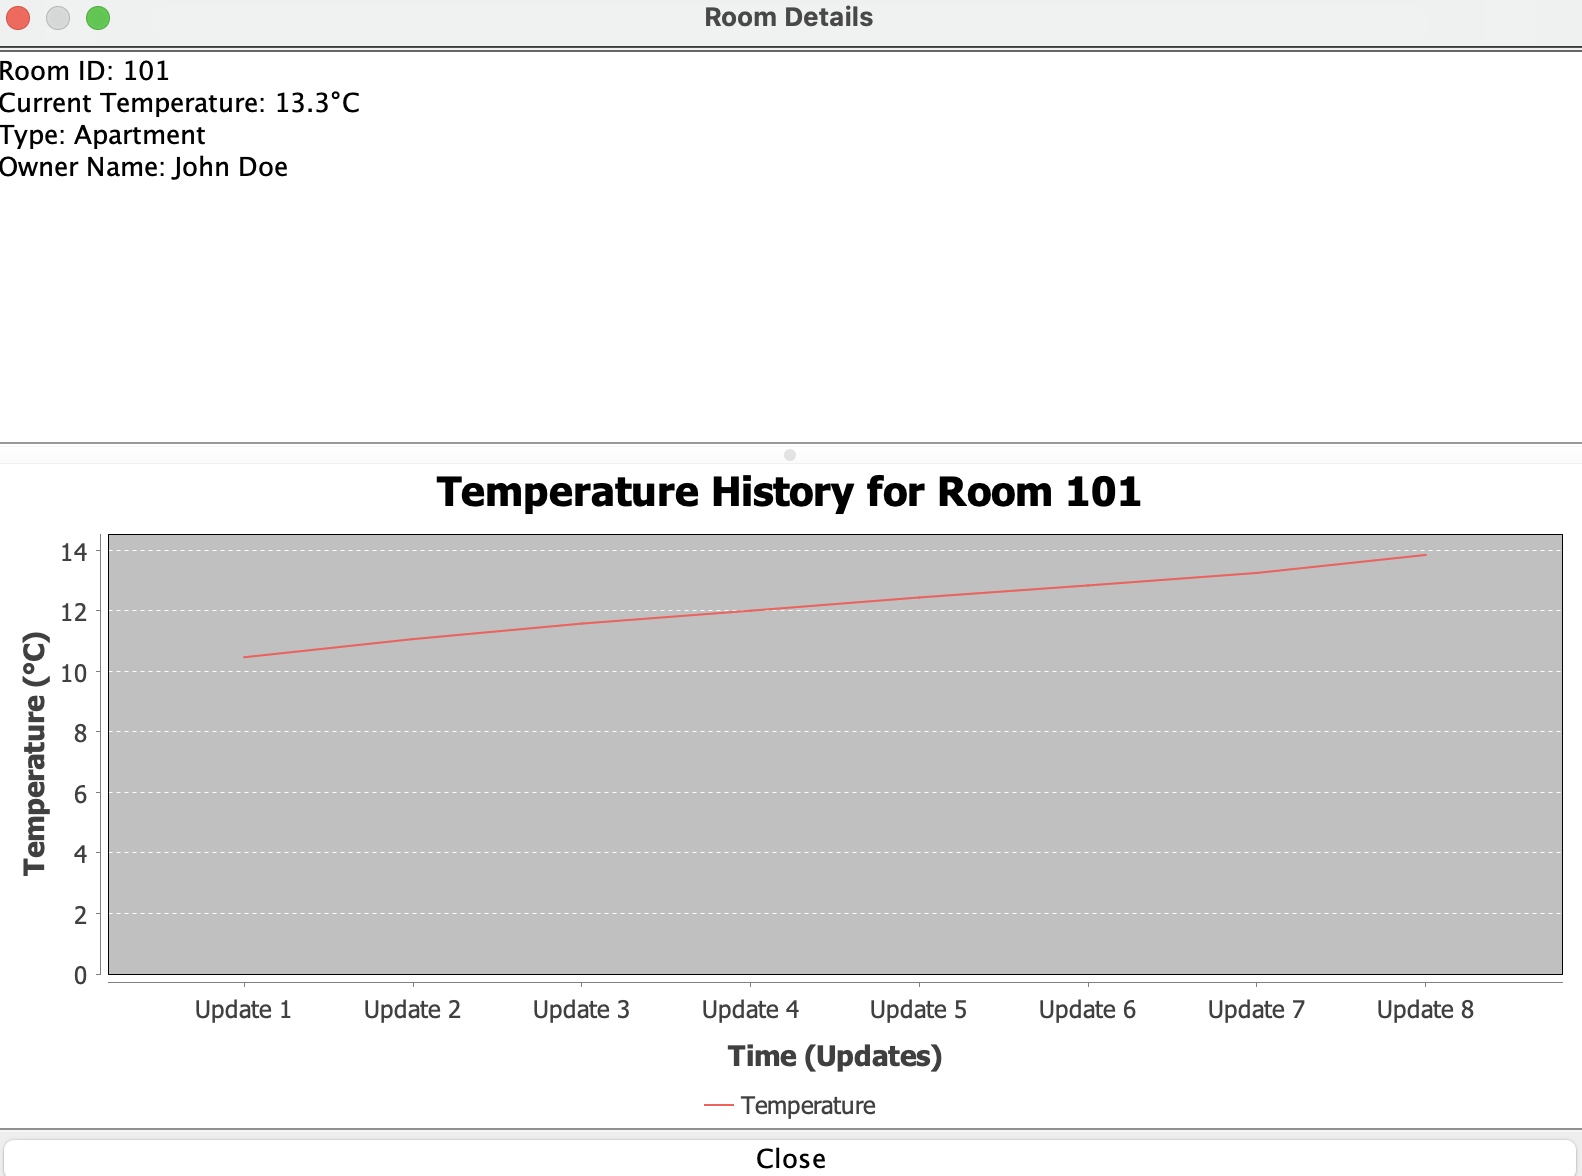 Room Details
Room ID: 101
Current Temperature: 13.3°C
Type: Apartment
Owner Name: John Doe
Temperature History for Room 101
Temperature (°C)
14
12
10
8
6
4
2
0
Update 1 Update 2 Update 3 Update 4 Update 5 Update 6 Update 7 Update 8
Time (Updates)
Temperature
Close